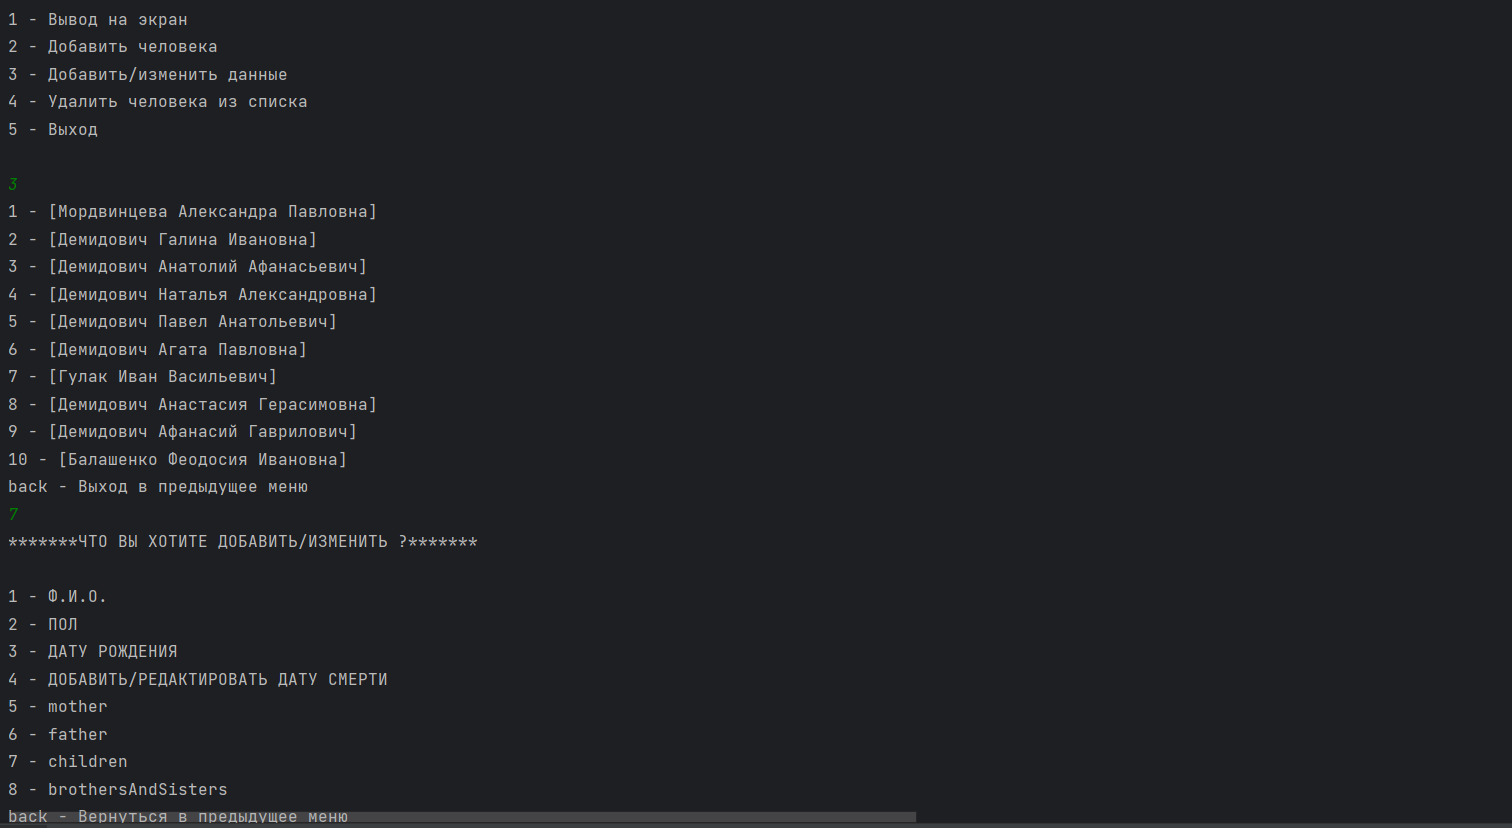 1 - Вывод на экран
2 - Добавить человека
3 - Добавить/изменить данные
4 - Удалить человека из списка
5 - Выход
3
1 - [Мордвинцева Александра Павловна]
2 - [Демидович Галина Ивановна]
3 - [Демидович Анатолий Афанасьевич]
4 - [Демидович Наталья Александровна]
5 - [Демидович Павел Анатольевич]
6 - [Демидович Агата Павловна]
7 - [Гулак Иван Васильевич]
8 - [Демидович Анастасия Герасимовна]
9 - [Демидович Афанасий Гаврилович]
10 - [Балашенко Феодосия Ивановна]
back - Выход в предыдущее меню
7
*******ЧТО ВЫ ХОТИТЕ ДОБАВИТЬ/ИЗМЕНИТЬ ?*******
1 - Ф.И.О.
2 - ПОЛ
3 - ДАТУ РОЖДЕНИЯ
4 - ДОБАВИТЬ/РЕДАКТИРОВАТЬ ДАТУ СМЕРТИ
5 - mother
6 - father
7 - children
8 - brothersAndSisters
back - Вернуться в предыдущее меню